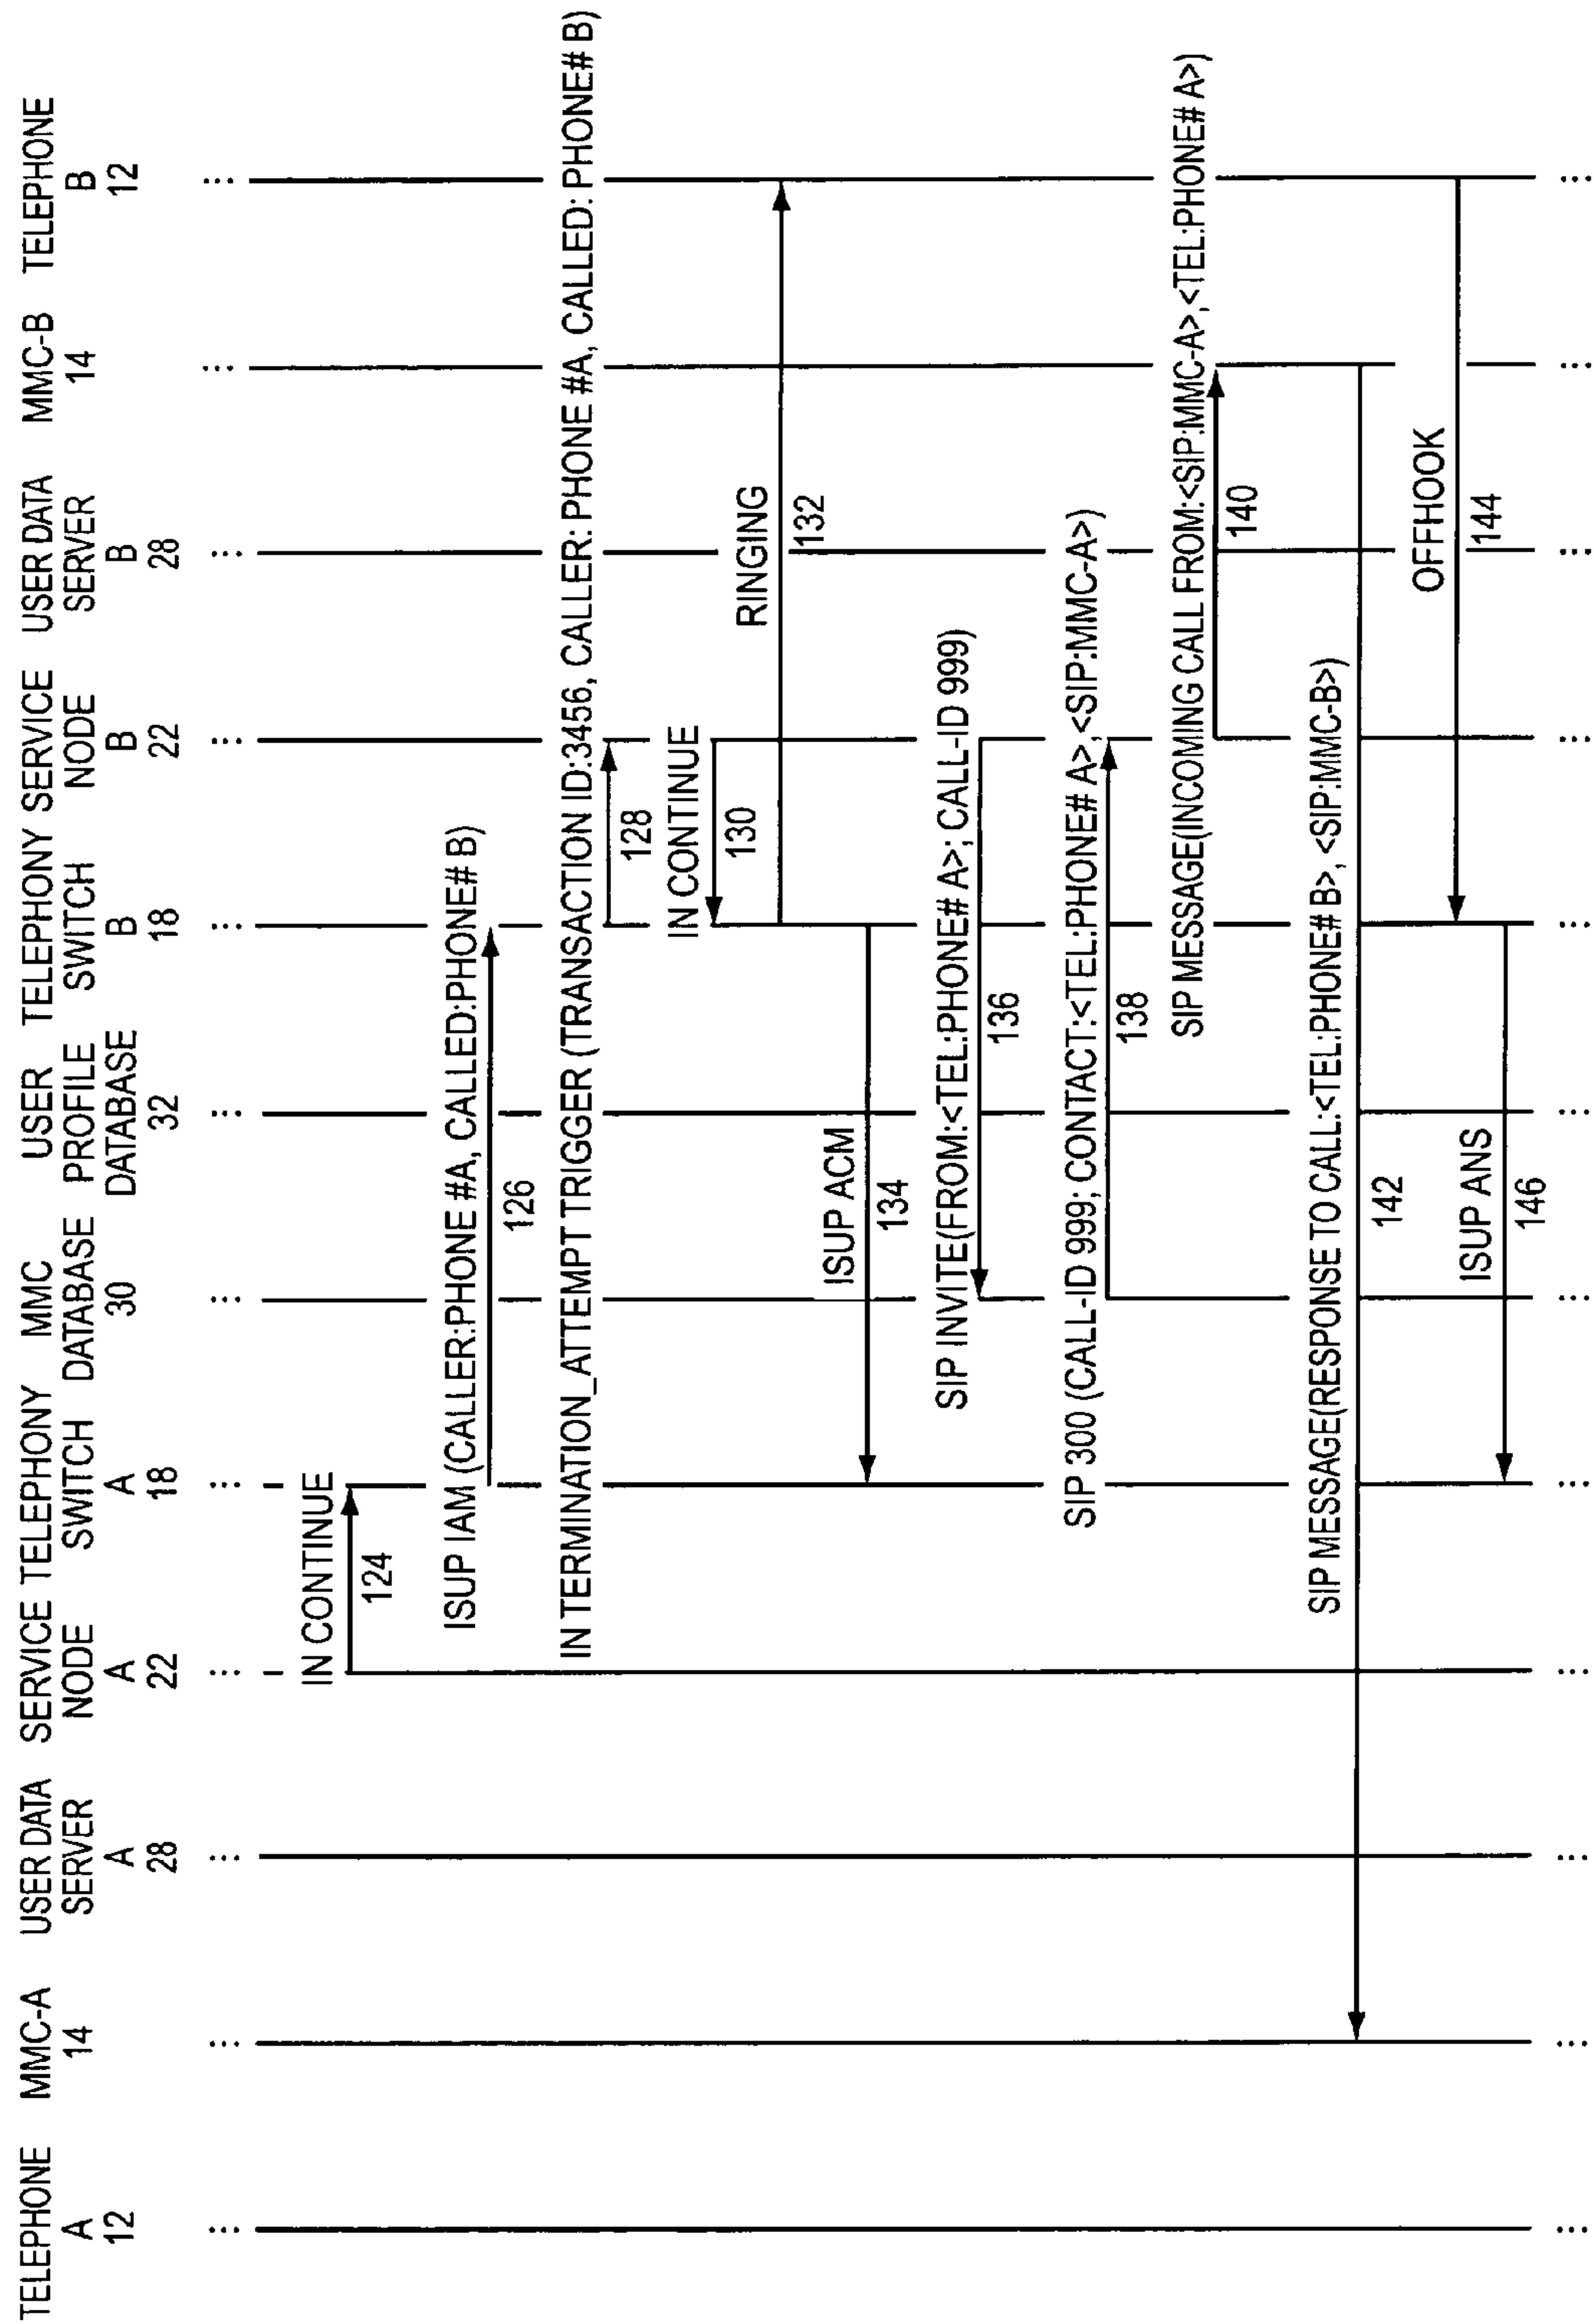 TELEPHONE A 12
MMC-A 14
USER DATA SERVER A 28
SERVICE NODE A 22
TELEPHONY SWITCH A 18
MMC DATABASE 30
USER PROFILE DATABASE 32
TELEPHONY SWITCH B 18
SERVICE NODE B 22
USER DATA SERVER B 28
MMC-B 14
TELEPHONE B 12
IN CONTINUE
124
ISUP IAM (CALLER:PHONE #A, CALLED:PHONE# B)
126
IN TERMINATION_ATTEMPT TRIGGER (TRANSACTION ID:3456, CALLER: PHONE #A, CALLED: PHONE# B)
128
IN CONTINUE
130
RINGING
132
ISUP ACM
134
SIP INVITE(FROM:<TEL:PHONE# A>; CALL-ID 999)
136
SIP 300 (CALL-ID 999; CONTACT:<TEL:PHONE# A>,<SIP:MMC-A>)
138
SIP MESSAGE(INCOMING CALL FROM:<SIP:MMC-A>,<TEL:PHONE# A>)
140
SIP MESSAGE(RESPONSE TO CALL:<TEL:PHONE# B>, <SIP:MMC-B>)
142
OFFHOOK
144
ISUP ANS
146